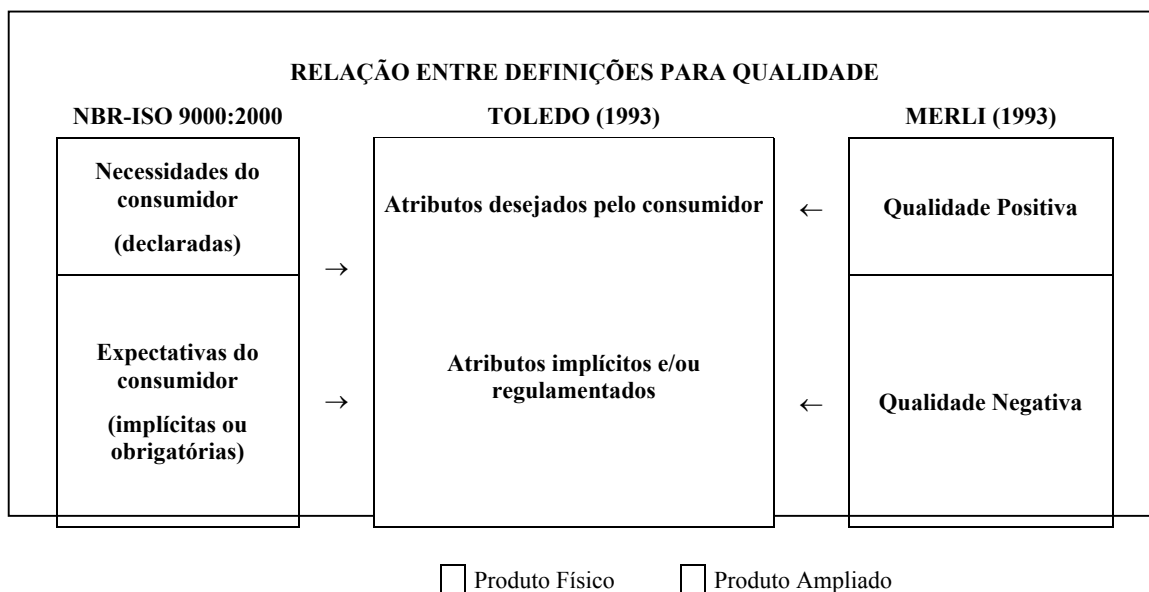 RELAÇÃO ENTRE DEFINIÇÕES PARA QUALIDADE
NBR-ISO 9000:2000
TOLEDO (1993)
MERLI (1993)
Necessidades do
consumidor
(declaradas)
→
Expectativas do
consumidor
(implícitas ou
obrigatórias)
→
Atributos desejados pelo consumidor
Atributos implícitos e/ou
regulamentados
←
Qualidade Positiva
←
Qualidade Negativa
Produto Físico
Produto Ampliado